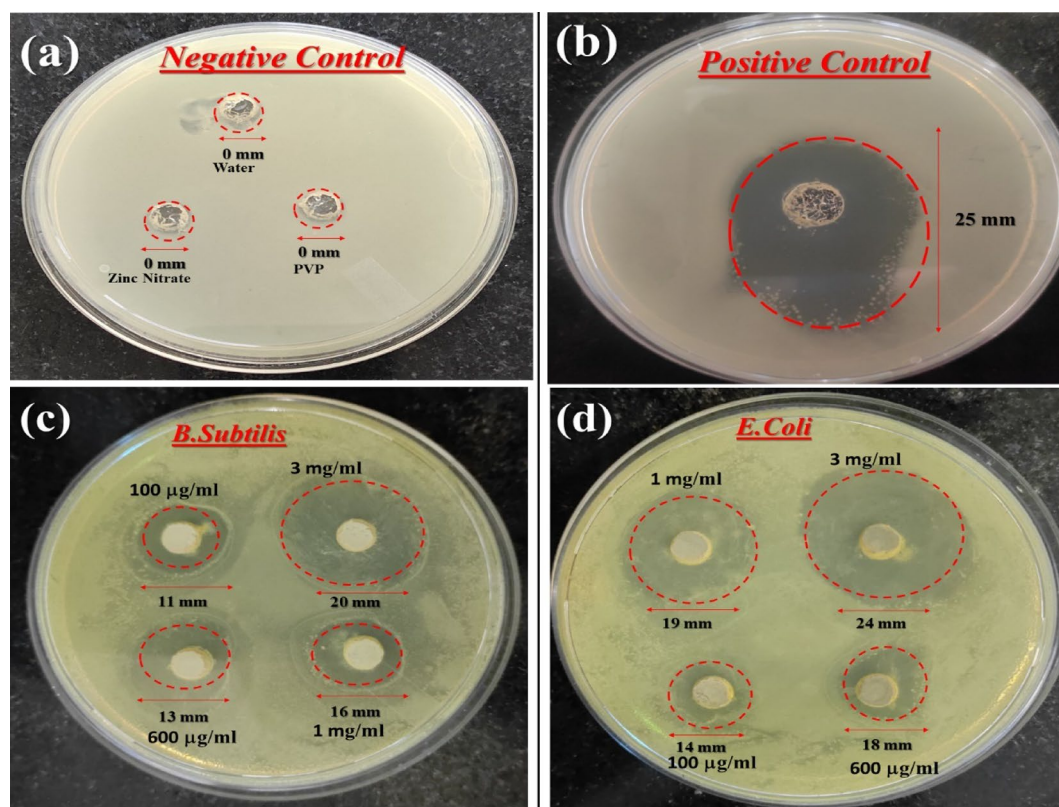 (a)
Negative Control
0 mm
Water
0 mm
Zinc Nitrate
0 mm
PVP
(b)
Positive Control
25 mm
(c)
B.Subtilis
100 µg/ml
11 mm
3 mg/ml
20 mm
13 mm
600 µg/ml
16 mm
1 mg/ml
(d)
E.Coli
1 mg/ml
19 mm
3 mg/ml
24 mm
14 mm
100 µg/ml
18 mm
600 µg/ml